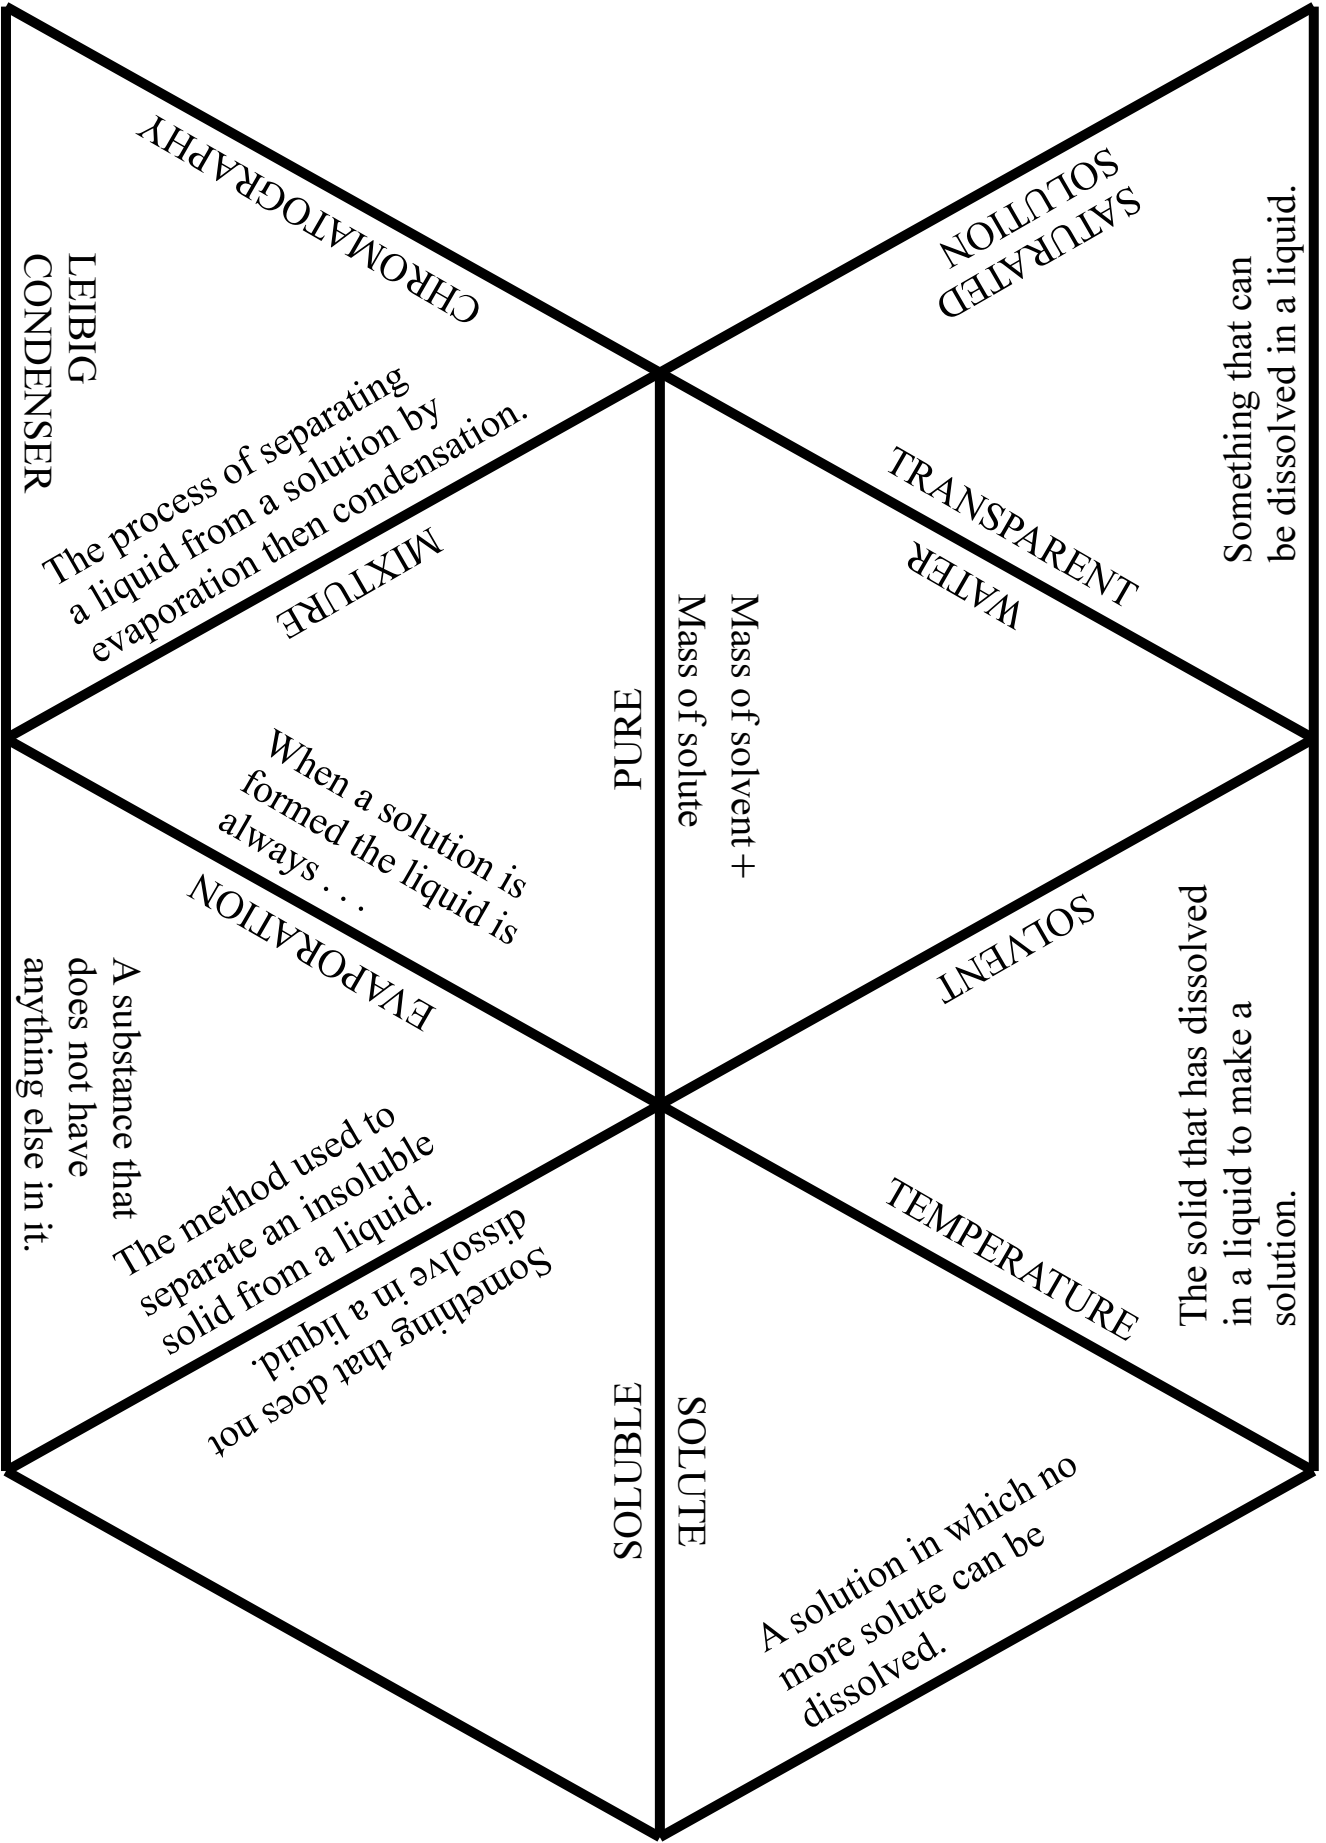 CHROMATOGRAPHY
LEIBIG
CONDENSER
The process of separating
a liquid from a solution by
evaporation then condensation.
SATURATED
SOLUTION
Something that can
be dissolved in a liquid.
TRANSPARENT
MIXTURE
PURE
When a solution is
formed the liquid is
always . . .
WATER
Mass of solvent+
Mass of solute
EVAPORATION
A substance that
does not have
anything else in it.
The method used to
separate an insoluble
solid from a liquid.
SOLVENT
The solid that has dissolved
in a liquid to make a
solution.
TEMPERATURE
Something that does not
dissolve in a liquid.
SOLUBLE
SOLUTE
A solution in which no
more solute can be
dissolved.